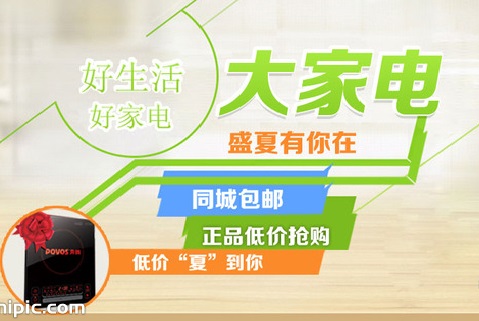 好生活
好家电
大家电
盛夏有你在
同城包邮
正品低价抢购
低价“夏”到你
POVOS
nipic.com